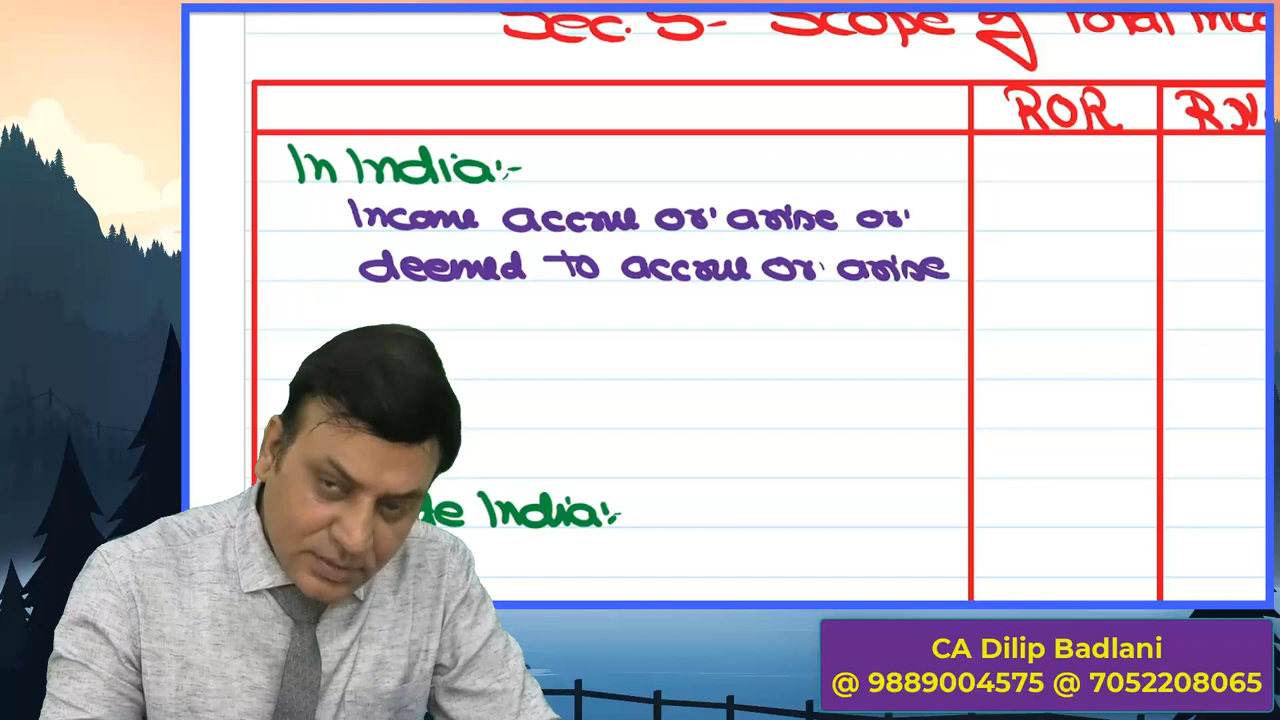 Sec. 5- Scope of Total
ROR
In India:-
Income accrue or arise or
deemed to accrue or arise
India:-
CA Dilip Badlani
@ 9889004575 @ 7052208065